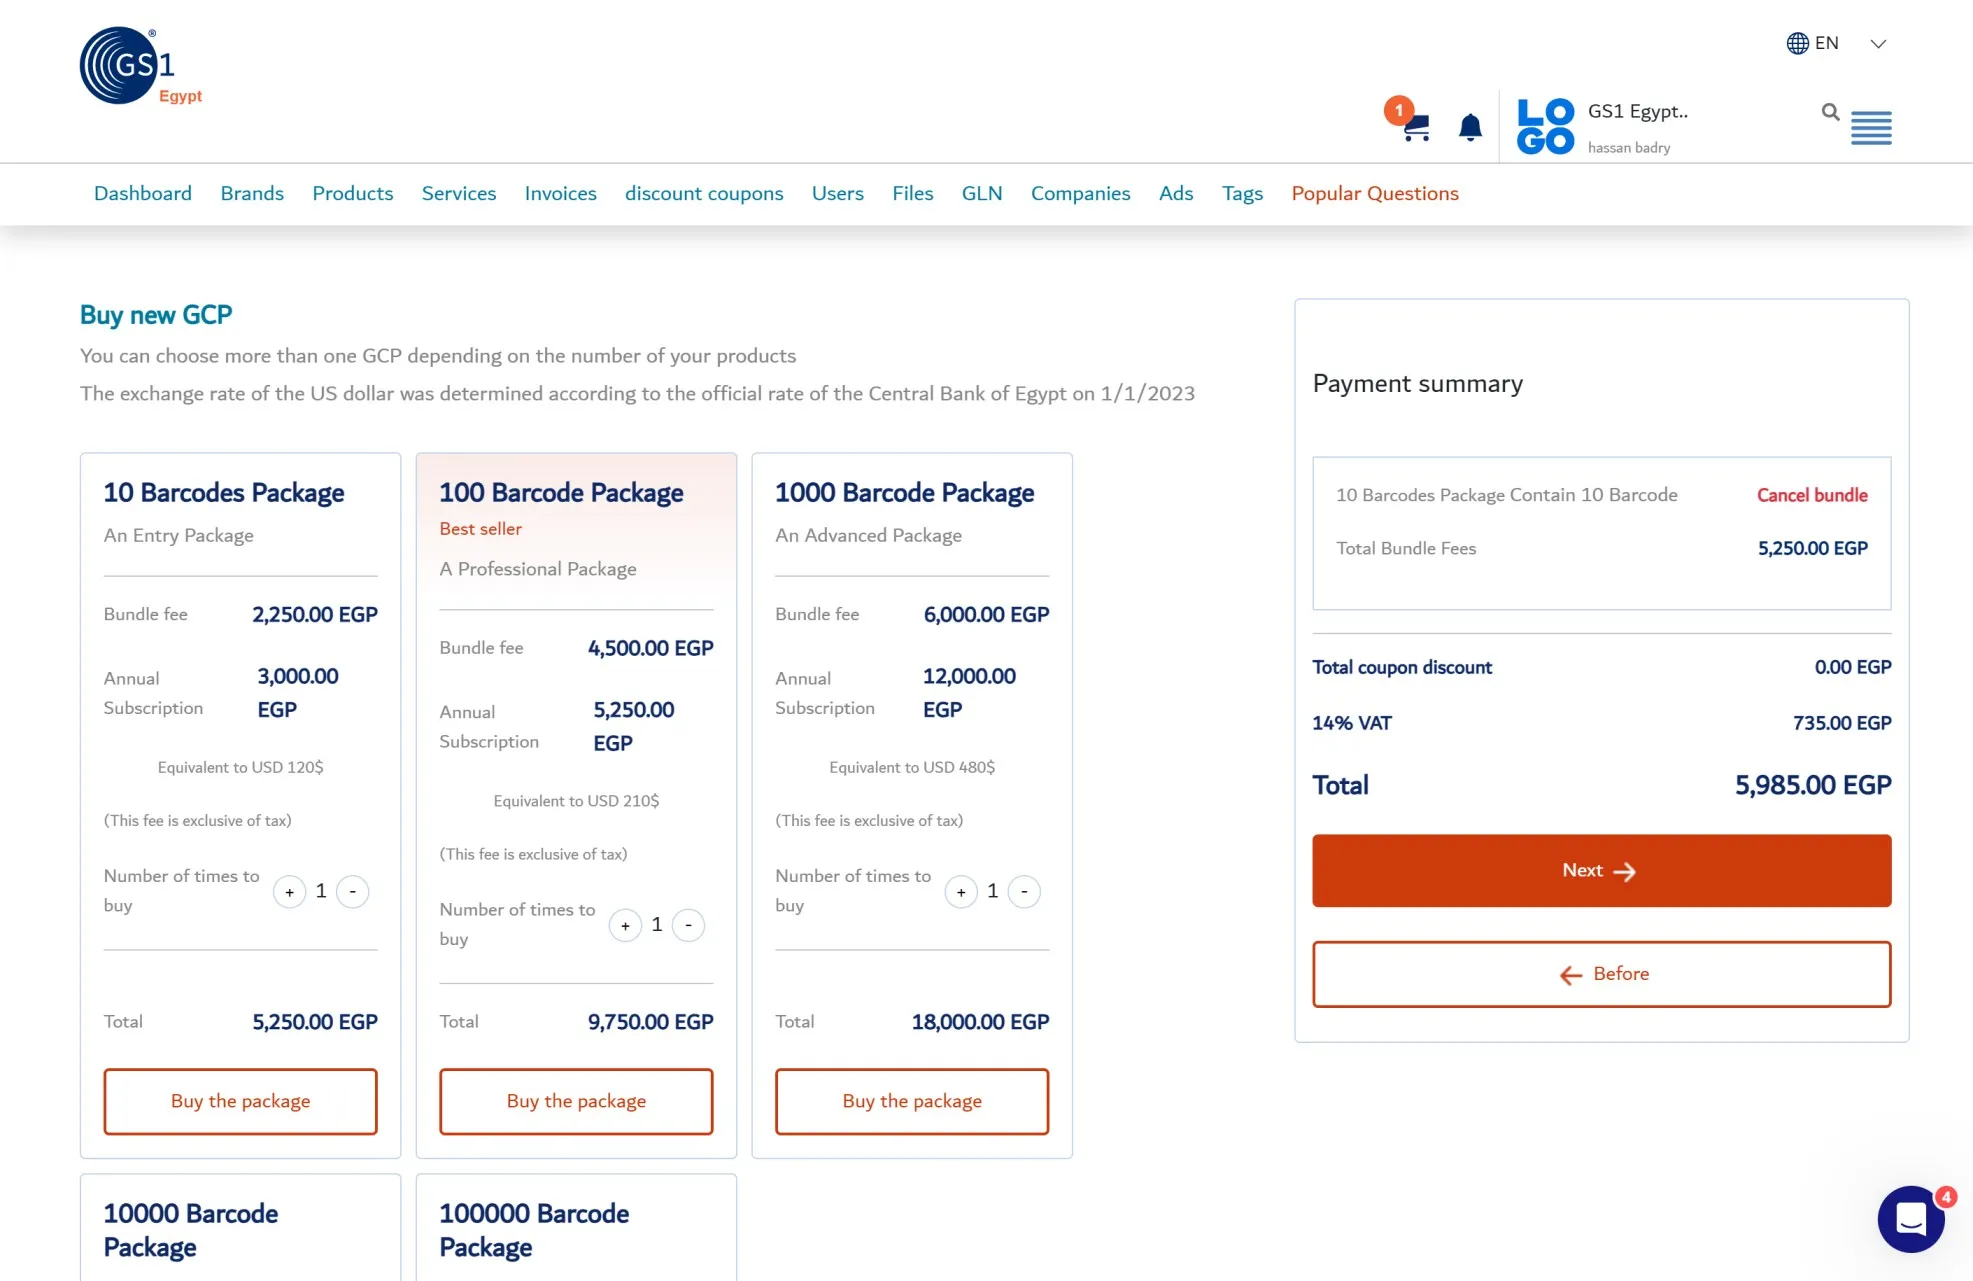 GS1
®
Egypt
EN
1
LOGO
GS1 Egypt..
hassan badry
Dashboard Brands Products Services Invoices discount coupons Users Files GLN Companies Ads Tags Popular Questions
Buy new GCP
You can choose more than one GCP depending on the number of your products
The exchange rate of the US dollar was determined according to the official rate of the Central Bank of Egypt on 1/1/2023
10 Barcodes Package
An Entry Package
Bundle fee 2,250.00 EGP
Annual Subscription 3,000.00 EGP
Equivalent to USD 120$
(This fee is exclusive of tax)
Number of times to buy + 1 -
Total 5,250.00 EGP
Buy the package
100 Barcode Package
Best seller
A Professional Package
Bundle fee 4,500.00 EGP
Annual Subscription 5,250.00 EGP
Equivalent to USD 210$
(This fee is exclusive of tax)
Number of times to buy + 1 -
Total 9,750.00 EGP
Buy the package
1000 Barcode Package
An Advanced Package
Bundle fee 6,000.00 EGP
Annual Subscription 12,000.00 EGP
Equivalent to USD 480$
(This fee is exclusive of tax)
Number of times to buy + 1 -
Total 18,000.00 EGP
Buy the package
10000 Barcode
Package
100000 Barcode
Package
Payment summary
10 Barcodes Package Contain 10 Barcode Cancel bundle
Total Bundle Fees 5,250.00 EGP
Total coupon discount 0.00 EGP
14% VAT 735.00 EGP
Total 5,985.00 EGP
Next
Before
4